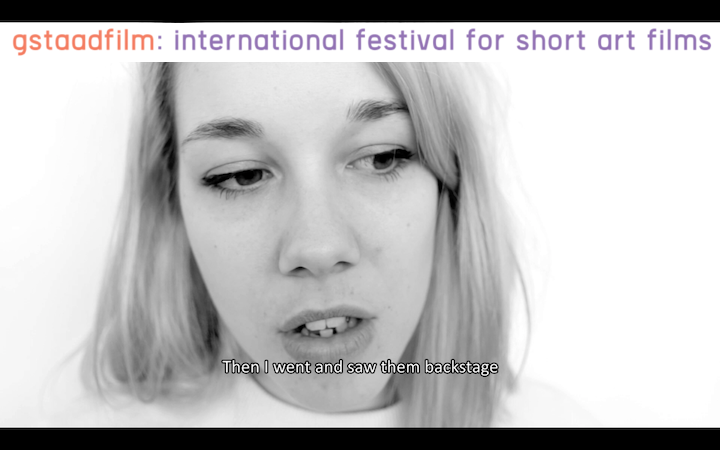 gstaadfilm: international festival for short art films
Then I went and saw them backstage